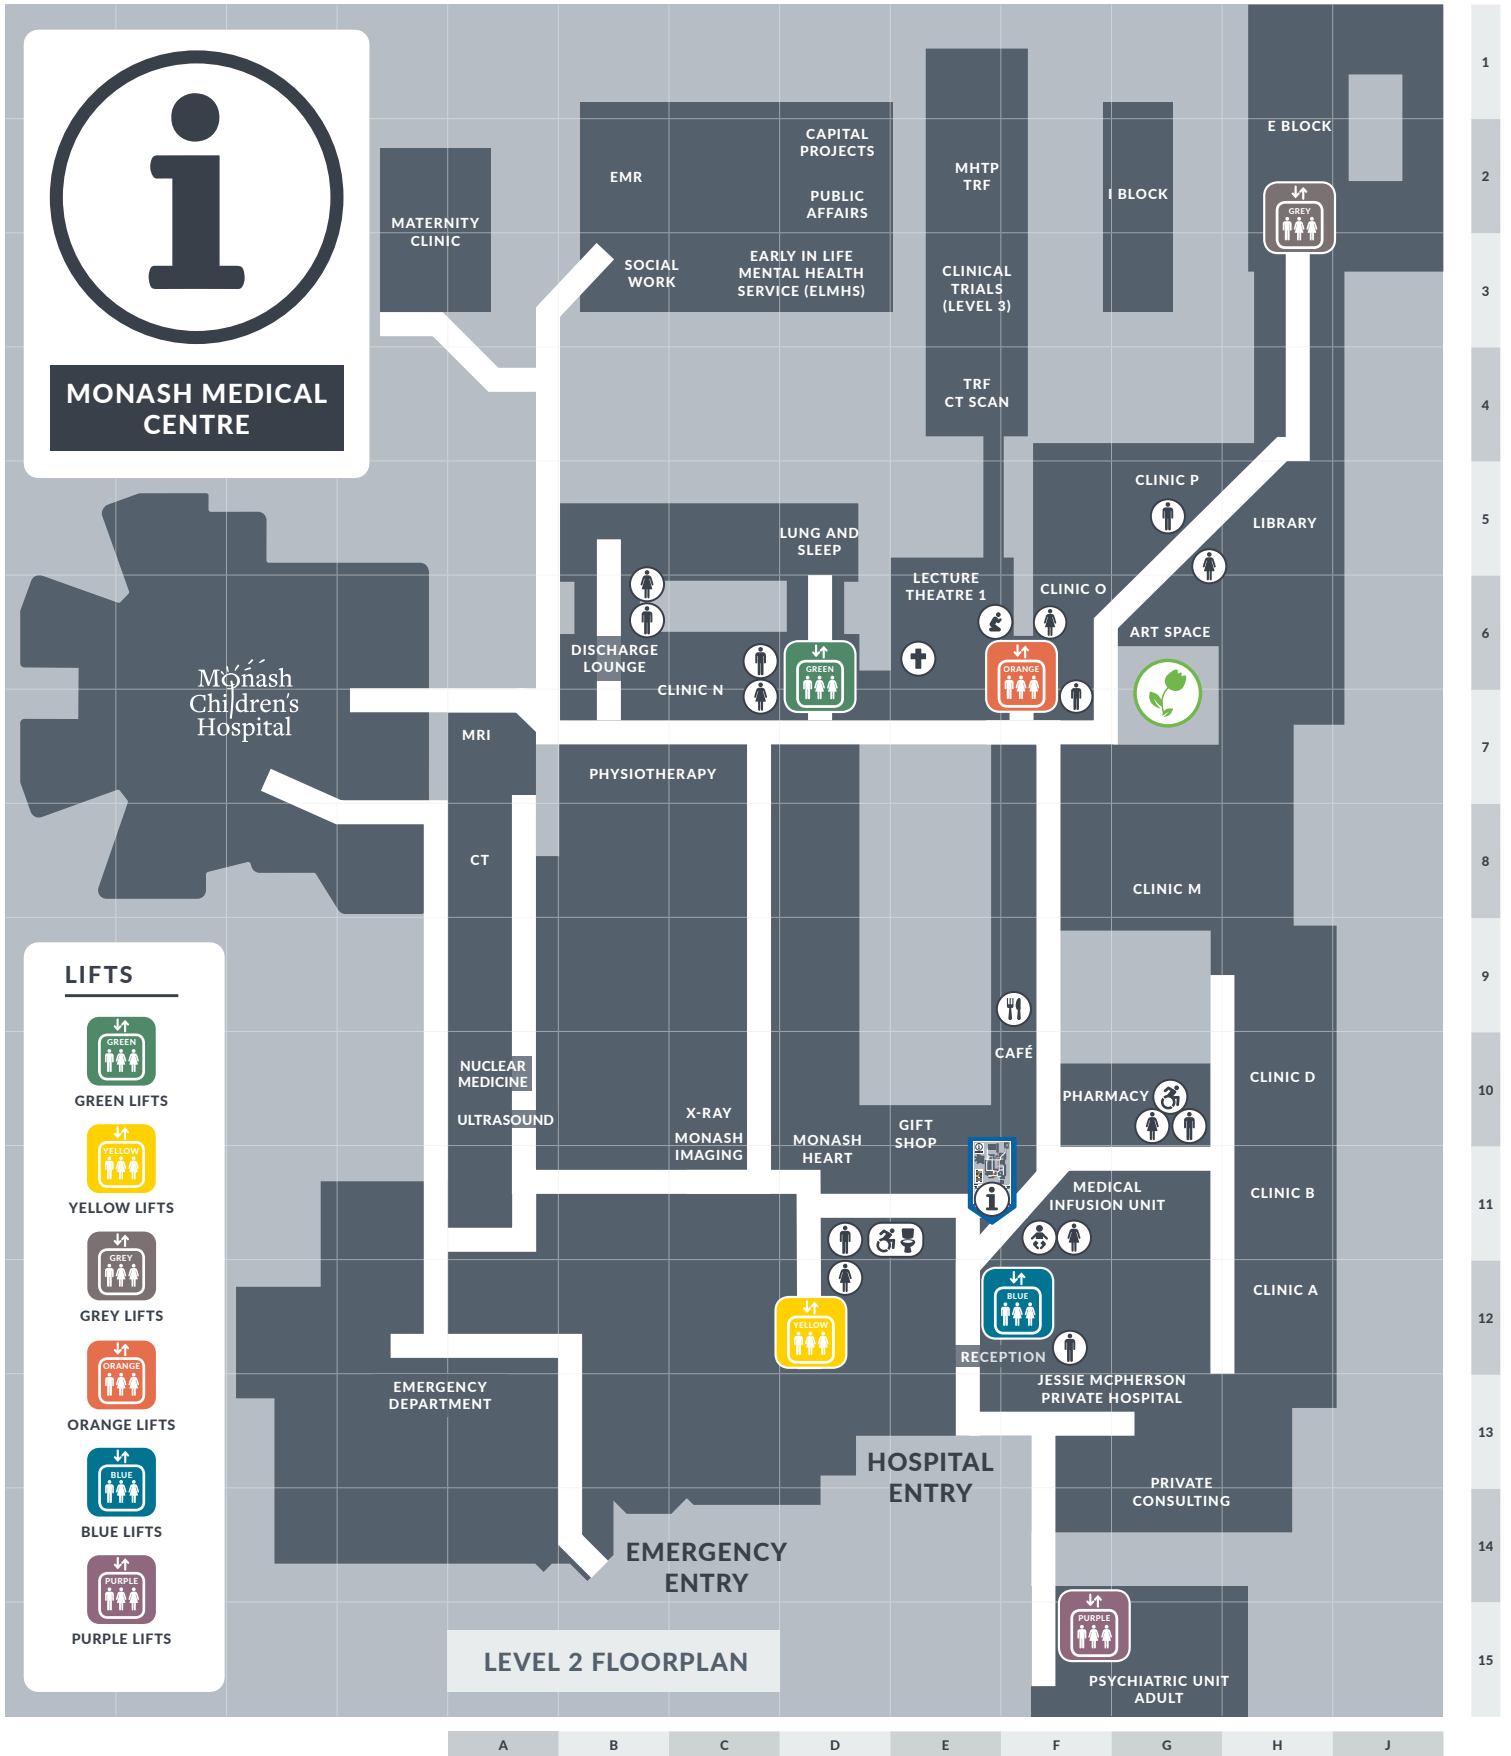 MONASH MEDICAL
CENTRE
1
2
3
4
5
6
7
8
9
10
11
12
13
14
15
E BLOCK
CAPITAL
PROJECTS
EMR
PUBLIC
AFFAIRS
MHTP
TRF
I BLOCK
GREY
MATERNITY
CLINIC
SOCIAL
WORK
EARLY IN LIFE
MENTAL HEALTH
SERVICE (ELMHS)
CLINICAL
TRIALS
(LEVEL 3)
TRF
CT SCAN
CLINIC P
LIBRARY
LUNG AND
SLEEP
LECTURE
THEATRE 1
CLINIC O
ART SPACE
DISCHARGE
LOUNGE
CLINIC N
GREEN
ORANGE
Monash
Children's
Hospital
MRI
PHYSIOTHERAPY
CT
CLINIC M
CAFÉ
NUCLEAR
MEDICINE
ULTRASOUND
X-RAY
MONASH
IMAGING
MONASH
HEART
GIFT
SHOP
PHARMACY
CLINIC D
MEDICAL
INFUSION UNIT
CLINIC B
CLINIC A
YELLOW
BLUE
RECEPTION
JESSIE MCPHERSON
PRIVATE HOSPITAL
EMERGENCY
DEPARTMENT
HOSPITAL
ENTRY
PRIVATE
CONSULTING
EMERGENCY
ENTRY
PURPLE
PSYCHIATRIC UNIT
ADULT
LEVEL 2 FLOORPLAN
LIFTS
GREEN
GREEN LIFTS
YELLOW
YELLOW LIFTS
GREY
GREY LIFTS
ORANGE
ORANGE LIFTS
BLUE
BLUE LIFTS
PURPLE
PURPLE LIFTS
A B C D E F G H J